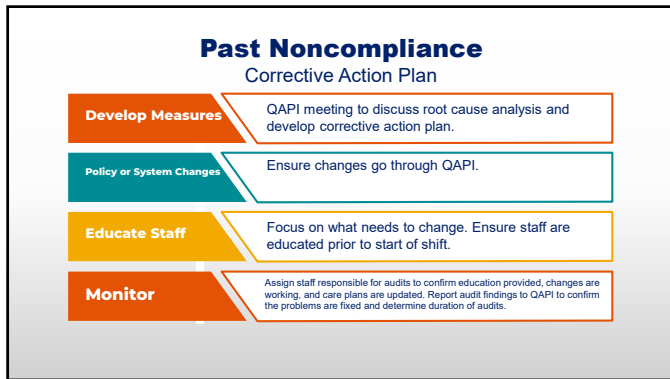 Past Noncompliance
Corrective Action Plan
Develop Measures
QAPI meeting to discuss root cause analysis and
develop corrective action plan.
Policy or System Changes
Ensure changes go through QAPI.
Educate Staff
Focus on what needs to change. Ensure staff are
educated prior to start of shift.
Monitor
Assign staff responsible for audits to confirm education provided, changes are
working, and care plans are updated. Report audit findings to QAPI to confirm
the problems are fixed and determine duration of audits.